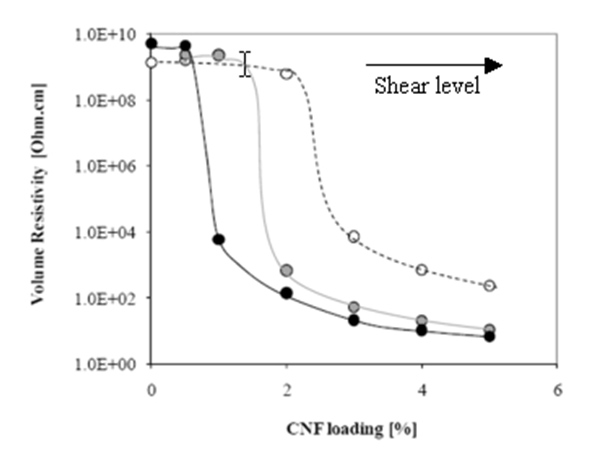 1.0E+10
Shear level
1.0E+08
1.0E+06
1.0E+04
1.0E+02
1.0E+00
Volume Resistivity [Ohm.cm]
0 2 4 6
CNF loading [%]